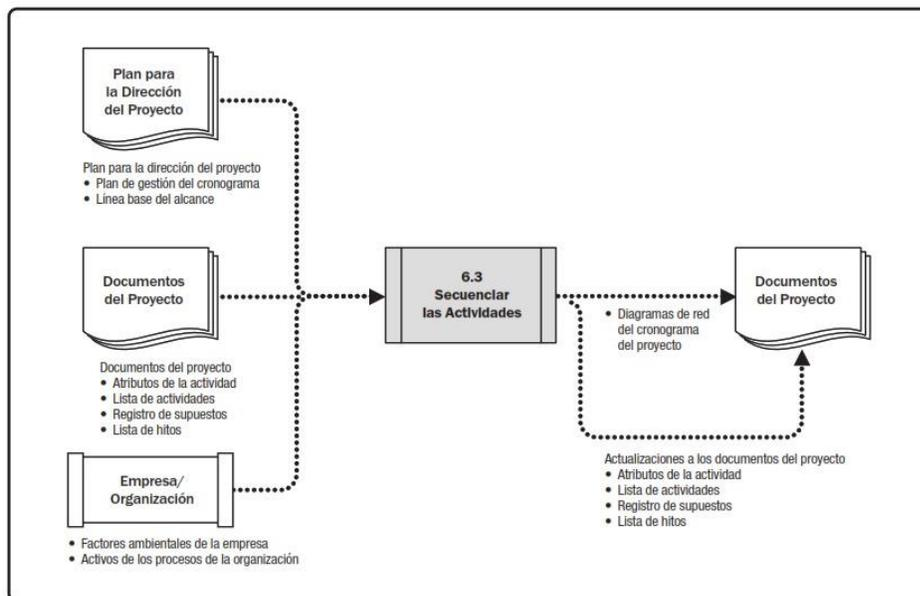 Plan para
la Dirección
del Proyecto
Plan para la dirección del proyecto
• Plan de gestión del cronograma
• Línea base del alcance
Documentos
del Proyecto
Documentos del proyecto
• Atributos de la actividad
• Lista de actividades
• Registro de supuestos
• Lista de hitos
Empresa/
Organización
• Factores ambientales de la empresa
• Activos de los procesos de la organización
6.3
Secuenciar
las Actividades
• Diagramas de red
del cronograma
del proyecto
Documentos
del Proyecto
Actualizaciones a los documentos del proyecto
• Atributos de la actividad
• Lista de actividades
• Registro de supuestos
• Lista de hitos